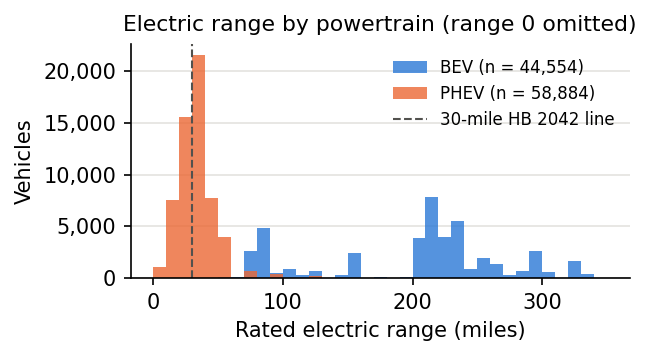 Electric range by powertrain (range 0 omitted)
BEV (n = 44,554)
PHEV (n = 58,884)
30-mile HB 2042 line
Vehicles
20,000
15,000
10,000
5,000
0
0
100
200
300
Rated electric range (miles)